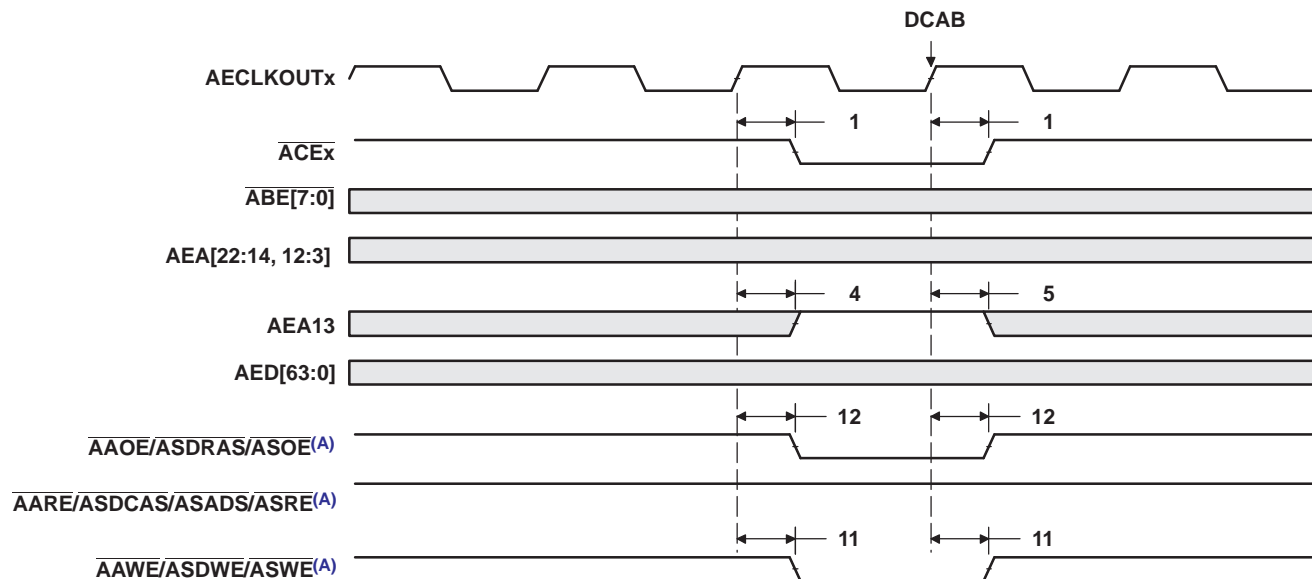 DCAB
AECLKOUTx
1 1
ACEx
ABE[7:0]
AEA[22:14, 12:3]
4 5
AEA13
AED[63:0]
12 12
AAOE/ASDRAS/ASOE(A)
AARE/ASDCAS/ASADS/ASRE(A)
11 11
AAWE/ASDWE/ASWE(A)